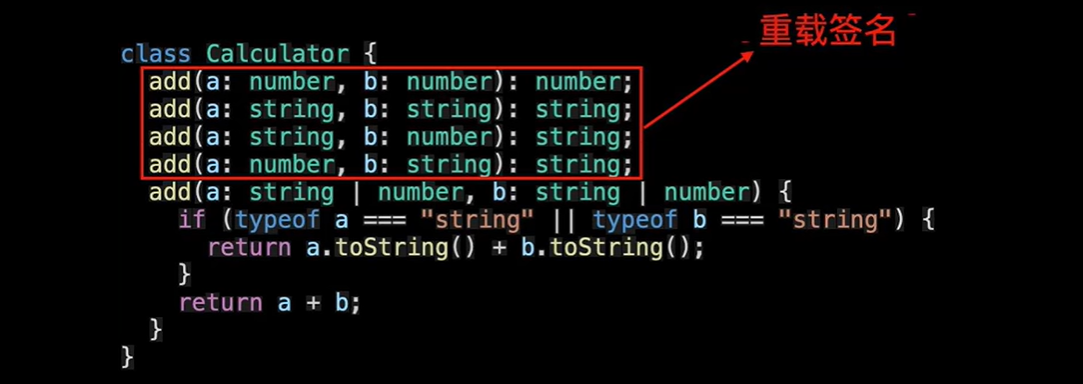 重载签名
class Calculator {
  add(a: number, b: number): number;
  add(a: string, b: string): string;
  add(a: string, b: number): string;
  add(a: number, b: string): string;
  add(a: string | number, b: string | number) {
    if (typeof a === "string" || typeof b === "string") {
      return a.toString() + b.toString();
    }
    return a + b;
  }
}